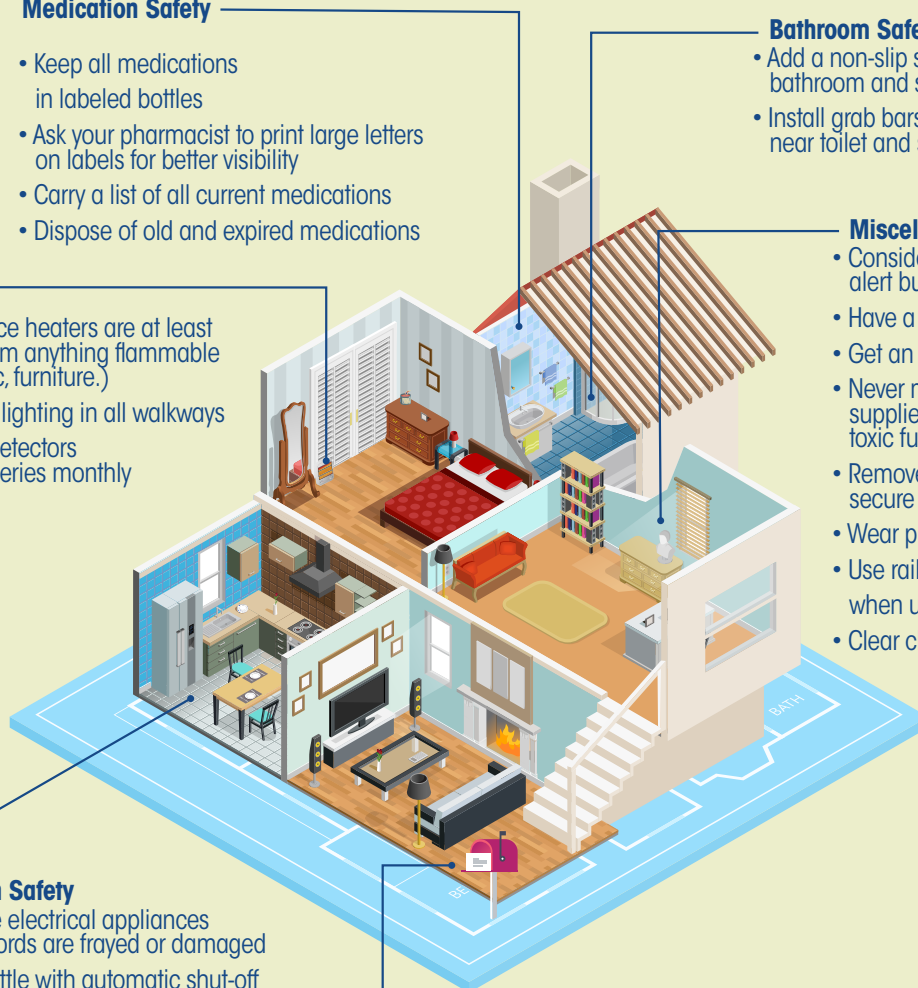 Medication Safety
• Keep all medications
in labeled bottles
• Ask your pharmacist to print large letters
on labels for better visibility
• Carry a list of all current medications
• Dispose of old and expired medications
Bathroom Safe
• Add a non-slip s
bathroom and s
• Install grab bars
near toilet and
Miscel
• Conside
alert bu
• Have a
• Get an
• Never
supplie
toxic fu
• Remove
secure
• Wear p
• Use rail
when u
• Clear c
ce heaters are at least
m anything flammable
c, furniture.)
lighting in all walkways
etectors
eries monthly
BATH
BE
Safety
e electrical appliances
ords are frayed or damaged
ttle with automatic shut-off